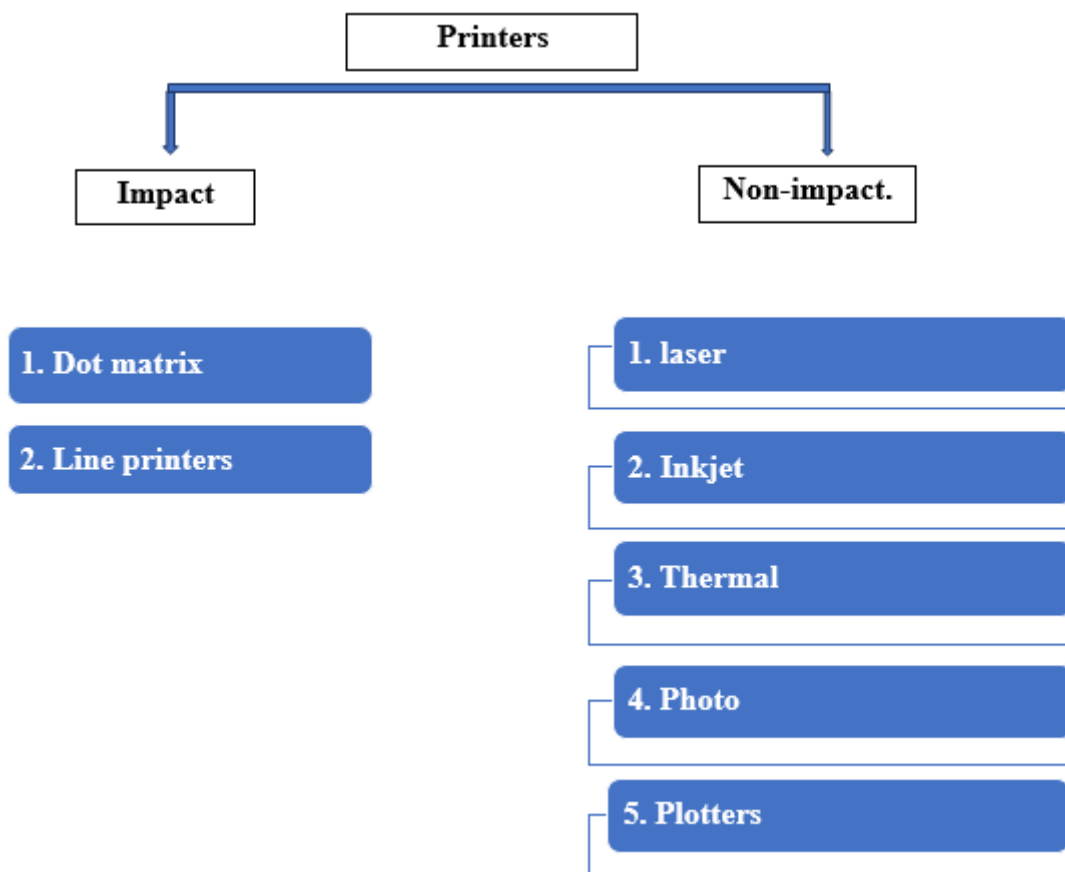 Printers
Impact
Non-impact.
1. Dot matrix
2. Line printers
1. laser
2. Inkjet
3. Thermal
4. Photo
5. Plotters